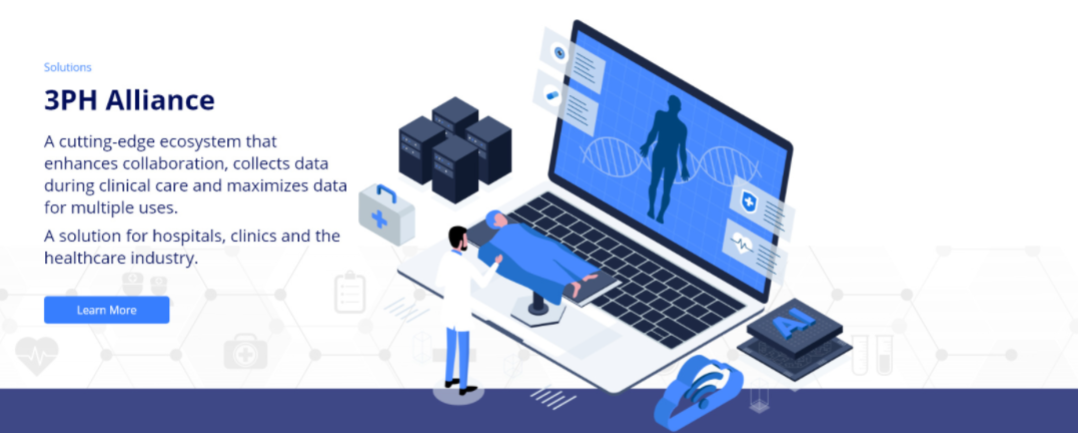 Solutions
3PH Alliance
A cutting-edge ecosystem that
enhances collaboration, collects data
during clinical care and maximizes data
for multiple uses.
A solution for hospitals, clinics and the
healthcare industry.
Learn More
AI